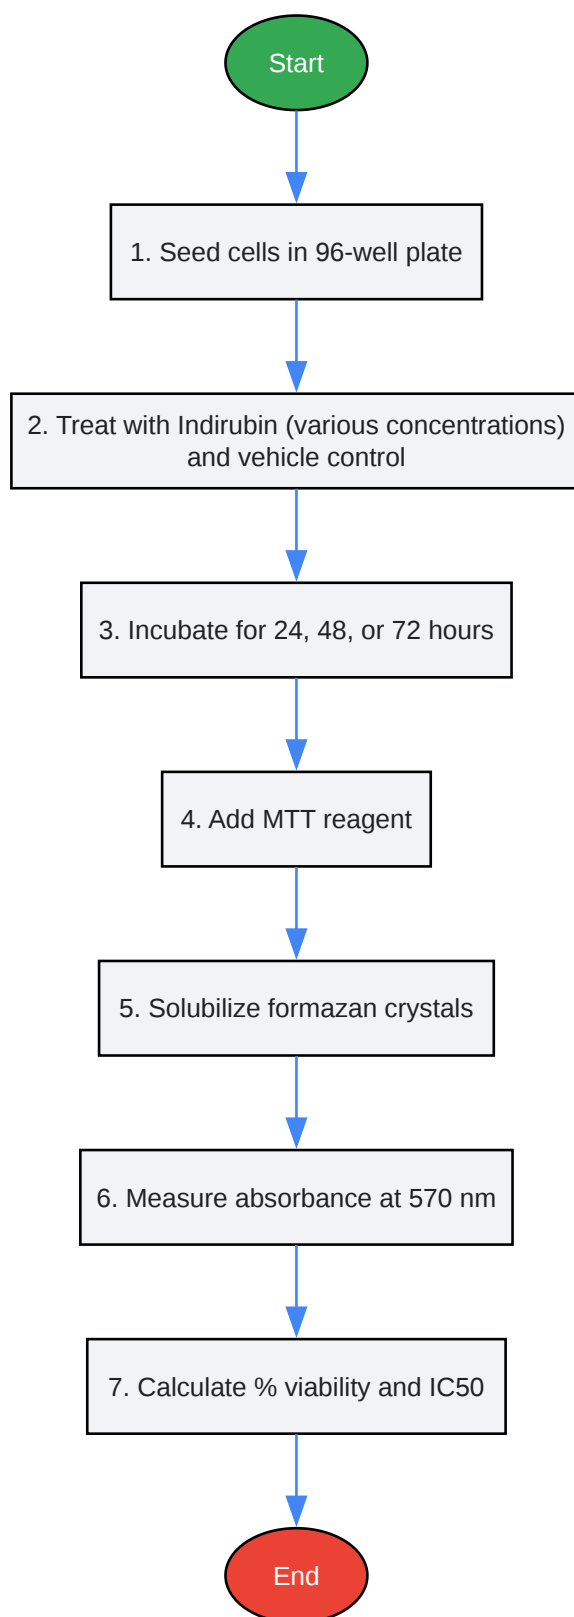 Start
1. Seed cells in 96-well plate
2. Treat with Indirubin (various concentrations)
and vehicle control
3. Incubate for 24, 48, or 72 hours
4. Add MTT reagent
5. Solubilize formazan crystals
6. Measure absorbance at 570 nm
7. Calculate % viability and IC50
End